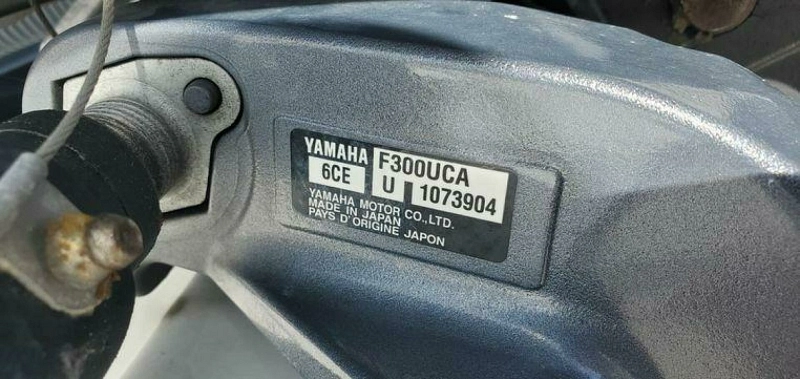 YAMAHA F300UCA
6CE U 1073904
YAMAHA MOTOR CO.,LTD.
MADE IN JAPAN
PAYS D' ORIGINE JAPON